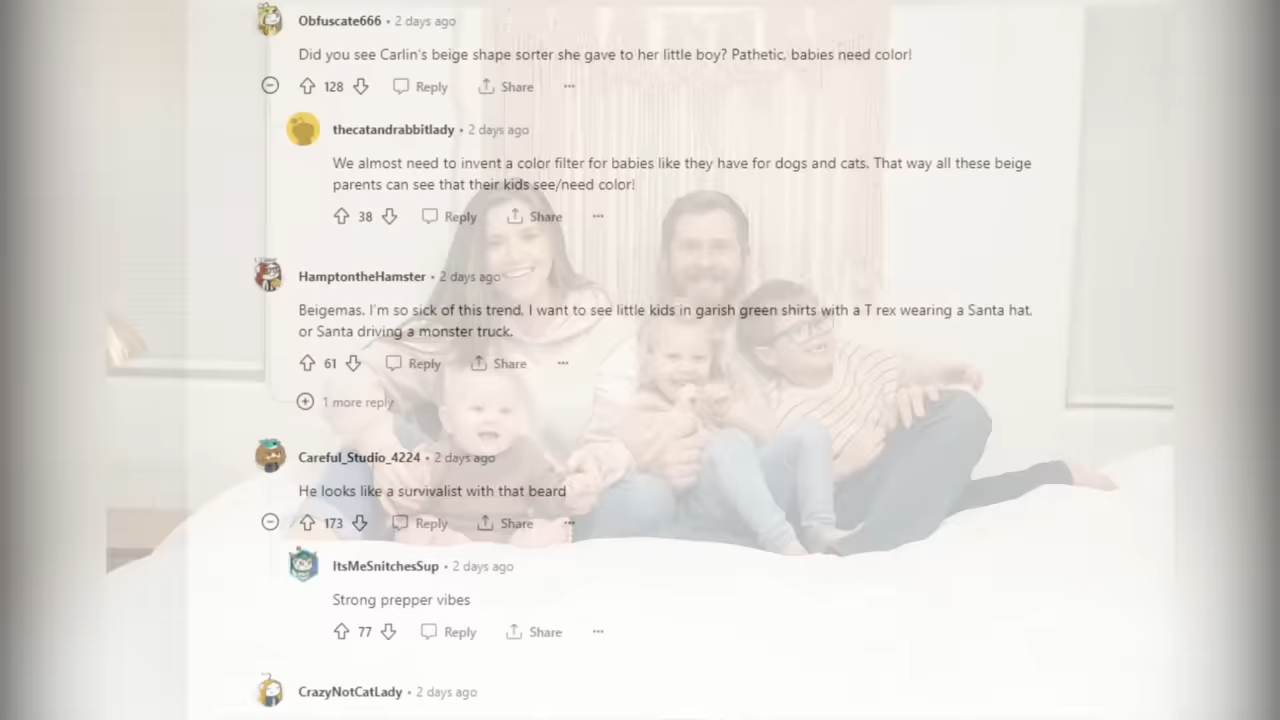 Obfuscate666 • 2 days ago
Did you see Carlin's beige shape sorter she gave to her little boy? Pathetic, babies need color!
128 Reply Share ...
thecatandrabbitlady • 2 days ago
We almost need to invent a color filter for babies like they have for dogs and cats. That way all these beige
parents can see that their kids see/need color!
38 Reply Share ...
HamptontheHamster • 2 days ago
Beigemas. I'm so sick of this trend. I want to see little kids in garish green shirts with a T rex wearing a Santa hat,
or Santa driving a monster truck.
61 Reply Share ...
1 more reply
Careful_Studio_4224 • 2 days ago
He looks like a survivalist with that beard
173 Reply Share ...
ItsMeSnitchesSup • 2 days ago
Strong prepper vibes
77 Reply Share ...
CrazyNotCatLady • 2 days ago